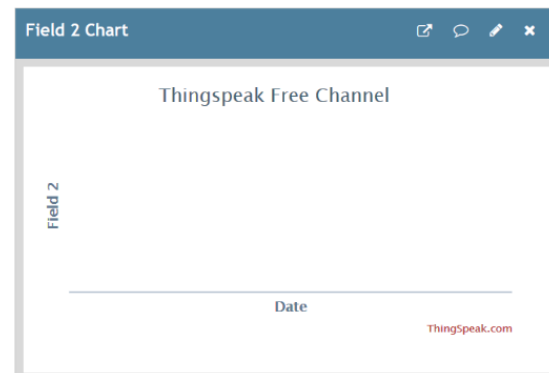 Field 2 Chart
Thingspeak Free Channel
Field 2
Date
ThingSpeak.com